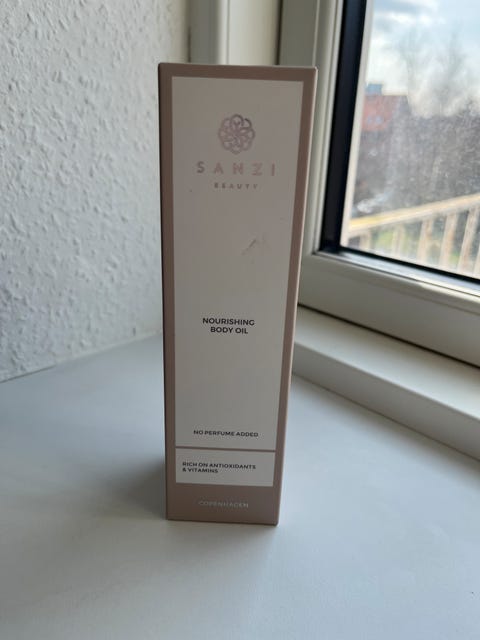 SANZI
BEAUTY
NOURISHING
BODY OIL
NO PERFUME ADDED
RICH ON ANTIOXIDANTS
& VITAMINS
COPENHAGEN